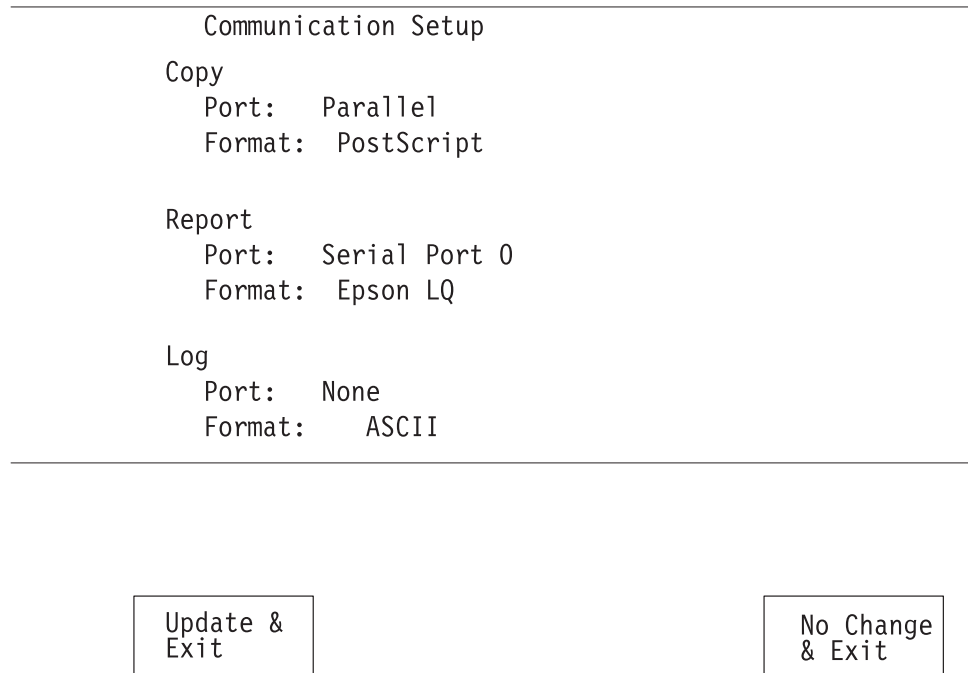 Communication Setup
Copy
Port: Parallel
Format: PostScript
Report
Port: Serial Port 0
Format: Epson LQ
Log
Port: None
Format: ASCII
Update &
Exit
No Change
& Exit